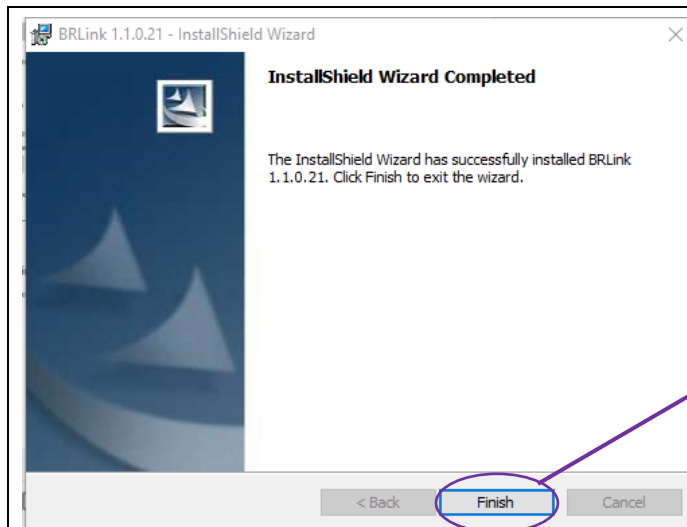 BRLink 1.1.0.21 - InstallShield Wizard
InstallShield Wizard Completed
The InstallShield Wizard has successfully installed BRLink
1.1.0.21. Click Finish to exit the wizard.
< Back Finish Cancel